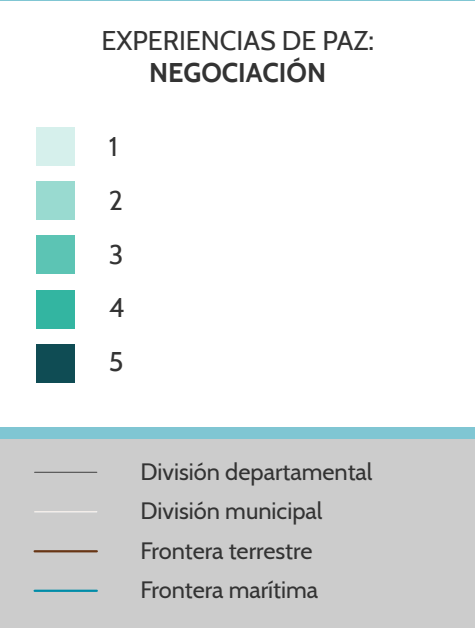 EXPERIENCIAS DE PAZ:
NEGOCIACIÓN
1
2
3
4
5
División departamental
División municipal
Frontera terrestre
Frontera marítima